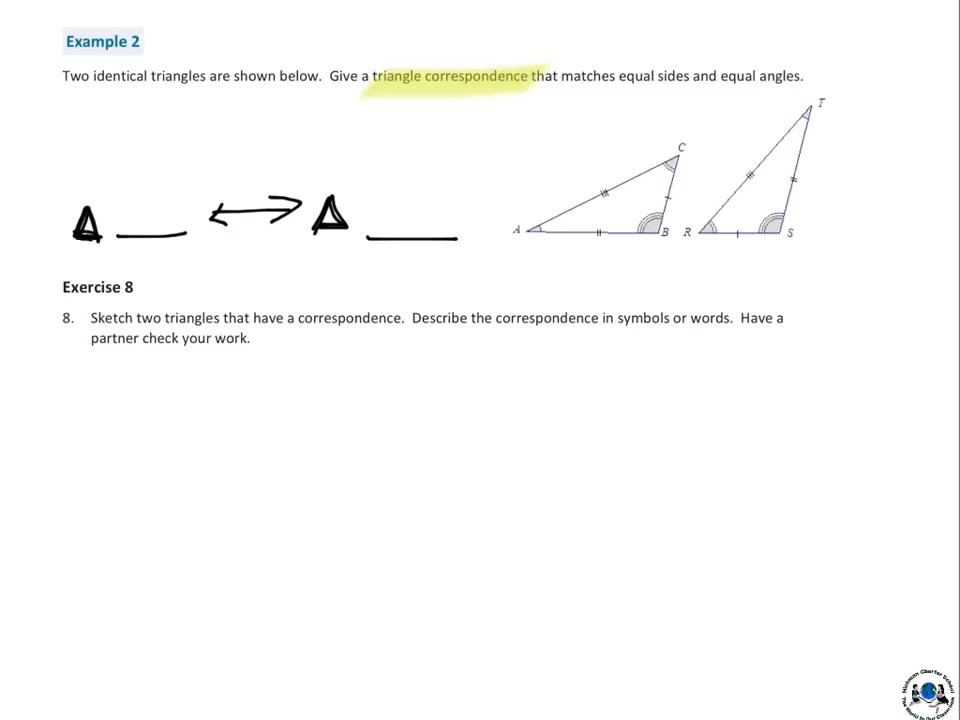 Example 2
Two identical triangles are shown below. Give a triangle correspondence that matches equal sides and equal angles.
T
C
A
B
R
S
Δ ___ ↔ Δ ___
Exercise 8
8. Sketch two triangles that have a correspondence. Describe the correspondence in symbols or words. Have a
partner check your work.